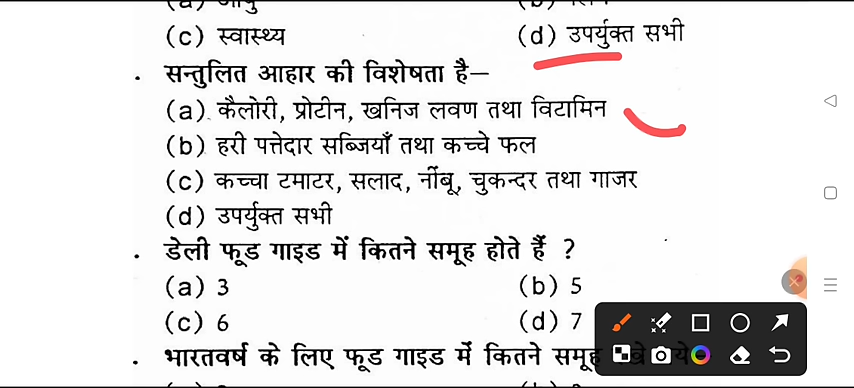 (c) स्वास्थ्य (d) उपर्युक्त सभी
. सन्तुलित आहार की विशेषता है—
(a) कैलोरी, प्रोटीन, खनिज लवण तथा विटामिन
(b) हरी पत्तेदार सब्जियाँ तथा कच्चे फल
(c) कच्चा टमाटर, सलाद, नींबू, चुकन्दर तथा गाजर
(d) उपर्युक्त सभी
. डेली फूड गाइड में कितने समूह होते हैं ?
(a) 3 (b) 5
(c) 6 (d) 7
. भारतवर्ष के लिए फूड गाइड में कितने समूह